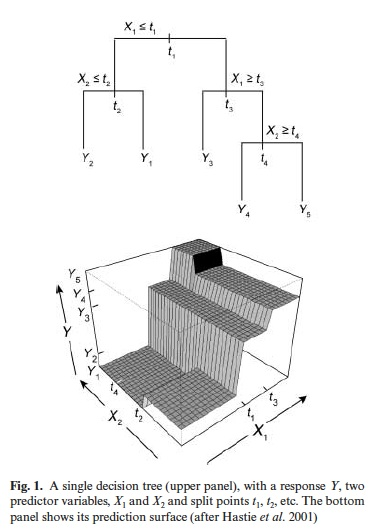 X₁ ≤ t₁
t₁
X₂ ≤ t₂
X₁ ≥ t₃
t₂
t₃
X₂ ≥ t₄
Y₂
Y₁
Y₃
t₄
Y₄
Y₅
Y₅
Y₄
Y₃
Y
Y₂
Y₁
t₄
t₂
X₂
t₃
t₁
X₁
Fig. 1. A single decision tree (upper panel), with a response Y, two
predictor variables, X₁ and X₂ and split points t₁, t₂, etc. The bottom
panel shows its prediction surface (after Hastie et al. 2001)